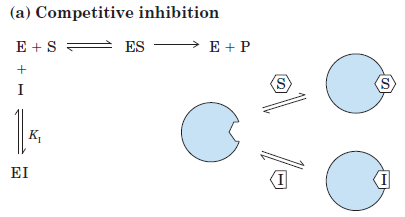 (a) Competitive inhibition
E + S ⇌ ES ⟶ E + P
+
I
K_I
EI
S
S
I
I